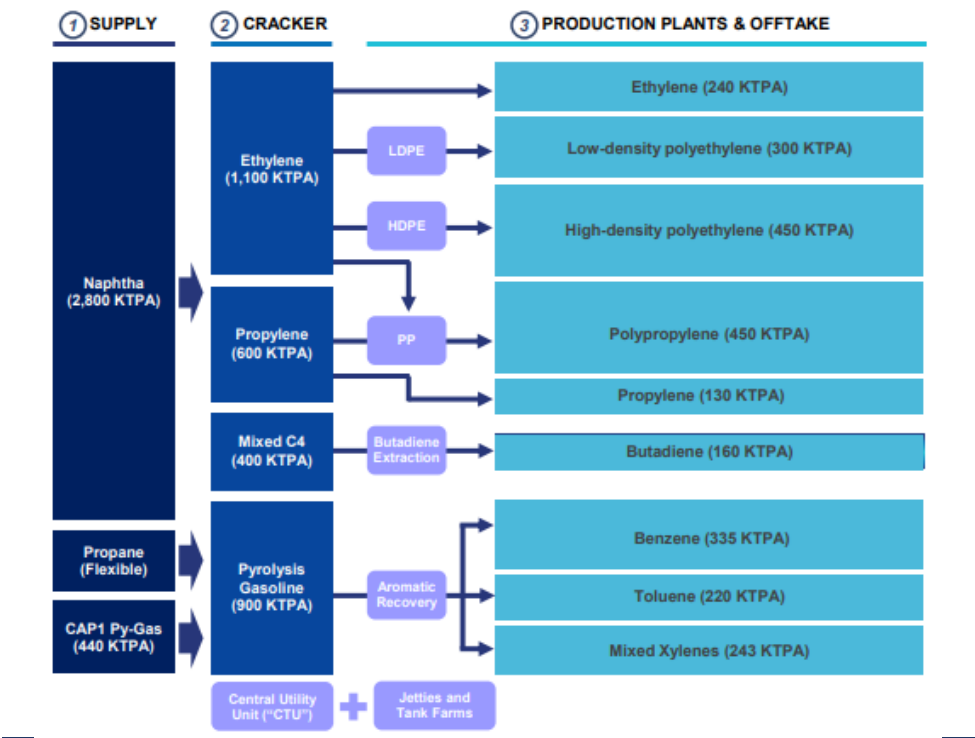 1 SUPPLY
2 CRACKER
3 PRODUCTION PLANTS & OFFTAKE
Naphtha
(2,800 KTPA)
Propane
(Flexible)
CAP1 Py-Gas
(440 KTPA)
Ethylene
(1,100 KTPA)
Propylene
(600 KTPA)
Mixed C4
(400 KTPA)
Pyrolysis
Gasoline
(900 KTPA)
LDPE
HDPE
PP
Butadiene
Extraction
Aromatic
Recovery
Ethylene (240 KTPA)
Low-density polyethylene (300 KTPA)
High-density polyethylene (450 KTPA)
Polypropylene (450 KTPA)
Propylene (130 KTPA)
Butadiene (160 KTPA)
Benzene (335 KTPA)
Toluene (220 KTPA)
Mixed Xylenes (243 KTPA)
Central Utility
Unit (“CTU”)
Jetties and
Tank Farms